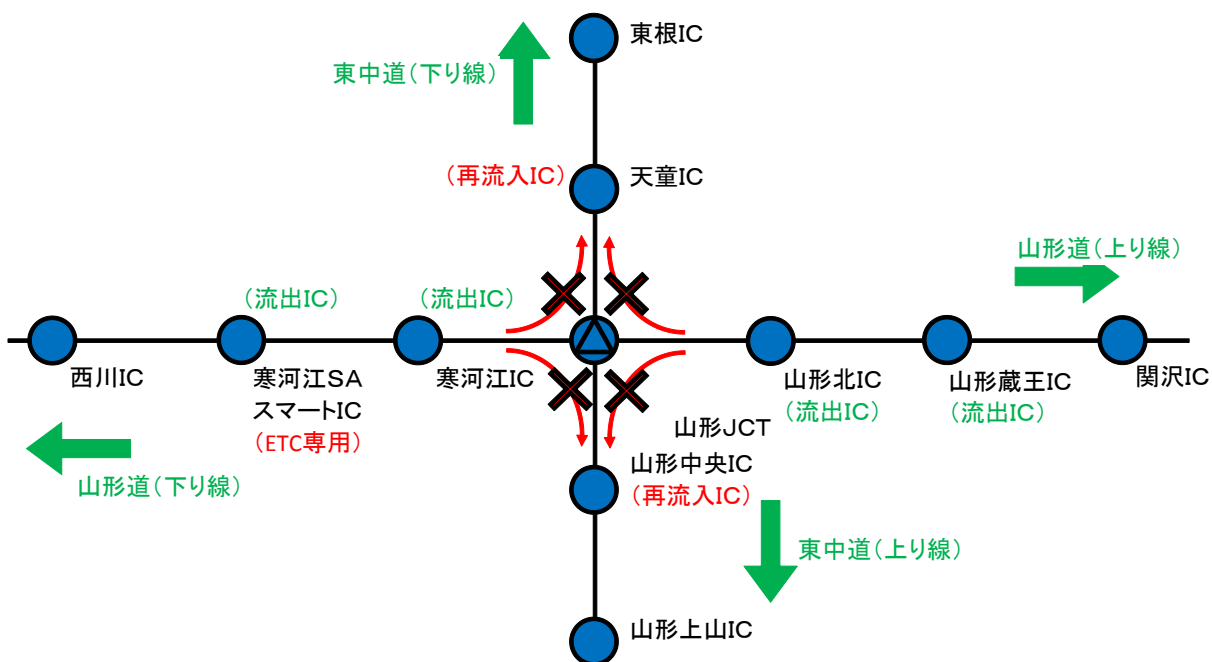 東根IC
東中道(下り線)
(再流入IC)
天童IC
山形道(上り線)
(流出IC)
(流出IC)
西川IC
寒河江SA
スマートIC
(ETC専用)
寒河江IC
山形北IC
(流出IC)
山形蔵王IC
(流出IC)
関沢IC
山形JCT
山形中央IC
(再流入IC)
山形道(下り線)
東中道(上り線)
山形上山IC